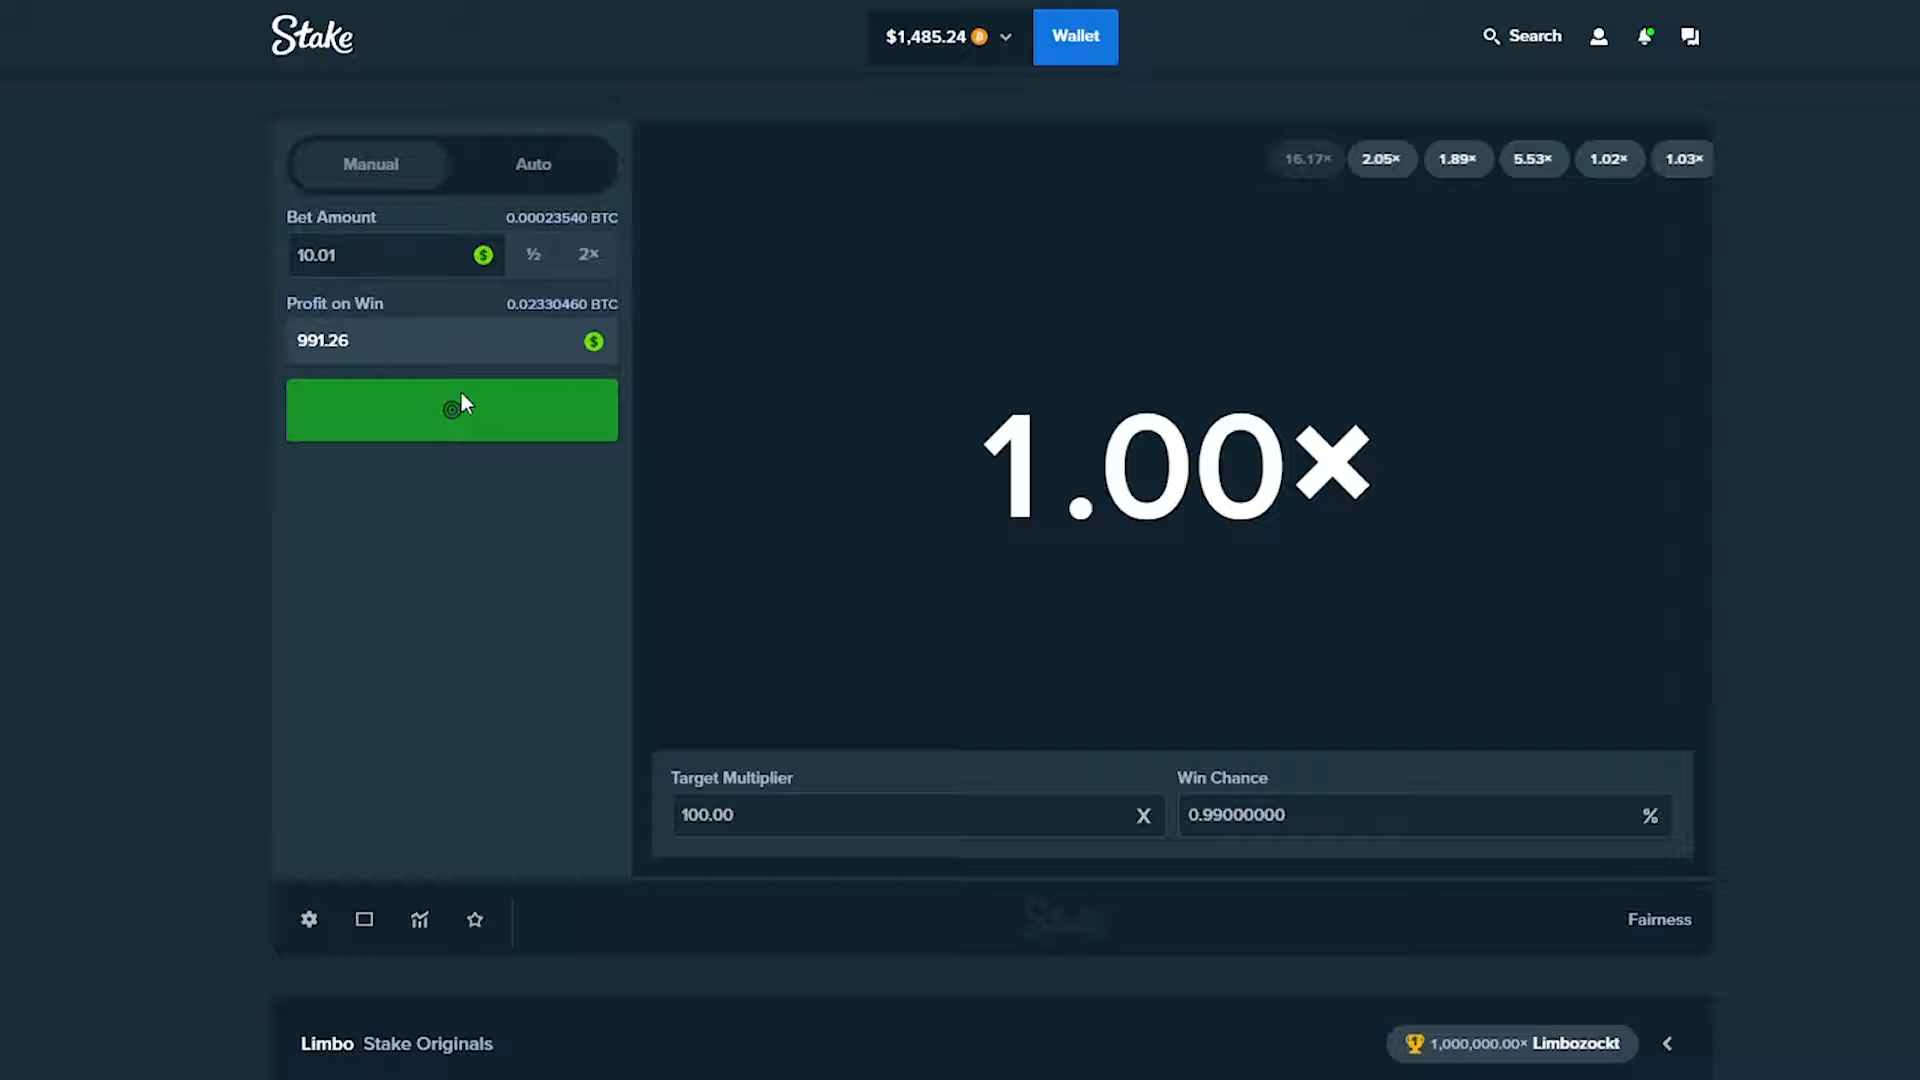 Stake
$1,485.24
Wallet
Search
Manual
Auto
16.17×
2.05×
1.89×
5.53×
1.02×
1.03×
Bet Amount
0.00023540 BTC
10.01
½
2×
Profit on Win
0.02330460 BTC
991.26
1.00×
Target Multiplier
Win Chance
100.00
X
0.99000000
%
Stake
Fairness
Limbo Stake Originals
1,000,000.00× Limbozockt